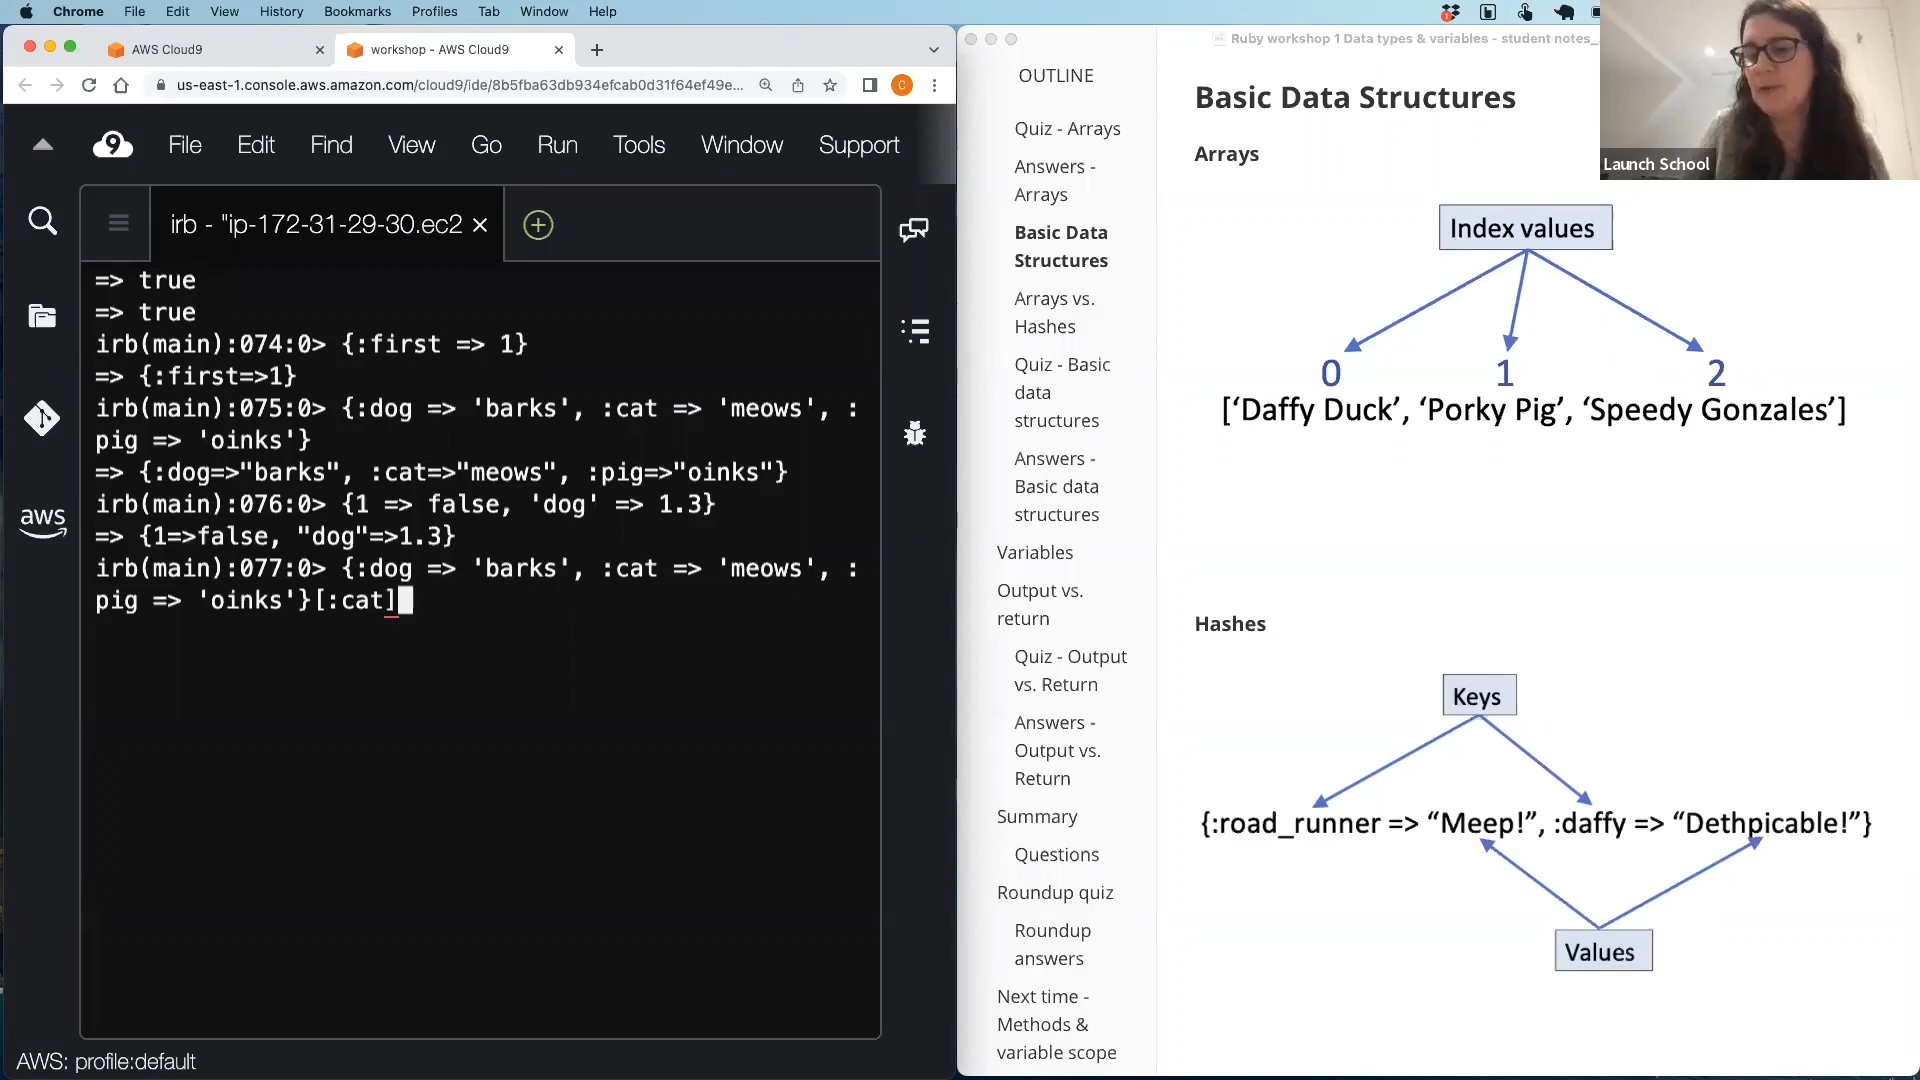 Chrome File Edit View History Bookmarks Profiles Tab Window Help
AWS Cloud9
workshop - AWS Cloud9
us-east-1.console.aws.amazon.com/cloud9/ide/8b5fba63db934efcab0d31f64ef49e...
C
9 File Edit Find View Go Run Tools Window Support
irb - "ip-172-31-29-30.ec2
=> true
=> true
irb(main):074:0> {:first => 1}
=> {:first=>1}
irb(main):075:0> {:dog => 'barks', :cat => 'meows', :
pig => 'oinks'}
=> {:dog=>"barks", :cat=>"meows", :pig=>"oinks"}
irb(main):076:0> {1 => false, 'dog' => 1.3}
=> {1=>false, "dog"=>1.3}
irb(main):077:0> {:dog => 'barks', :cat => 'meows', :
pig => 'oinks'}[:cat]
aws
AWS: profile:default
Ruby workshop 1 Data types & variables - student notes_
OUTLINE
Quiz - Arrays
Answers -
Arrays
Basic Data
Structures
Arrays vs.
Hashes
Quiz - Basic
data
structures
Answers -
Basic data
structures
Variables
Output vs.
return
Quiz - Output
vs. Return
Answers -
Output vs.
Return
Summary
Questions
Roundup quiz
Roundup
answers
Next time -
Methods &
variable scope
Basic Data Structures
Arrays
Index values
0 1 2
[‘Daffy Duck’, ‘Porky Pig’, ‘Speedy Gonzales’]
Hashes
Keys
{:road_runner => “Meep!”, :daffy => “Dethpicable!”}
Values
Launch School